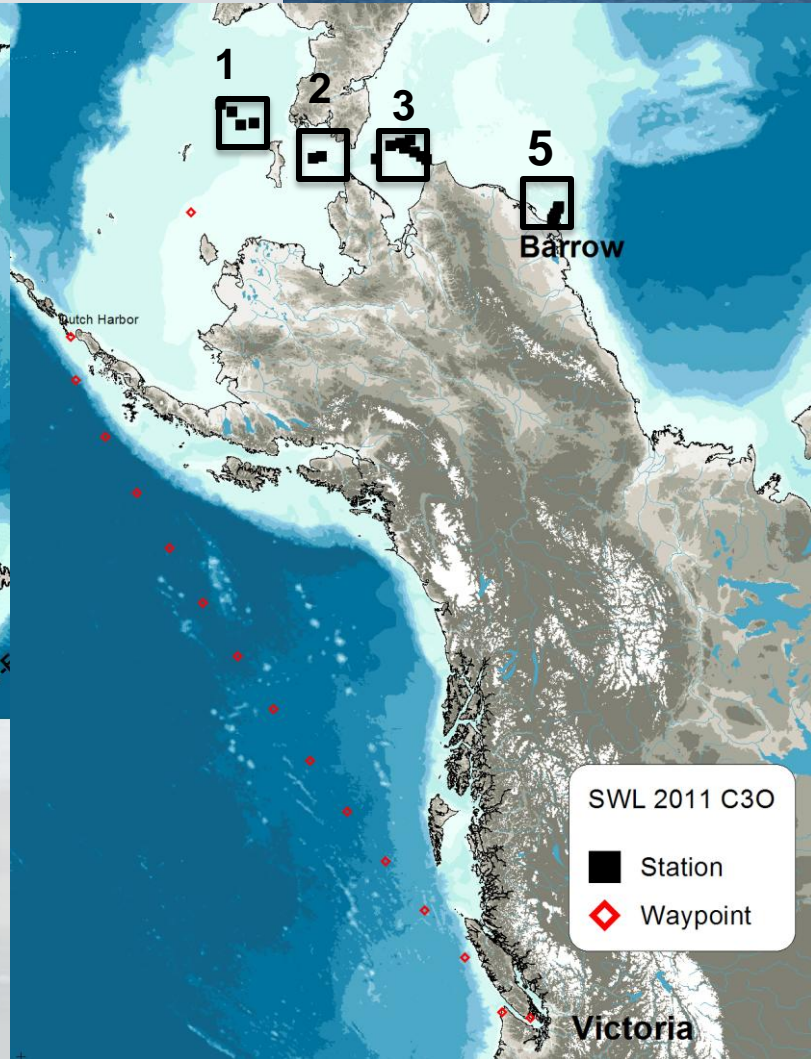 1
2
3
5
Barrow
Dutch Harbor
SWL 2011 C3O
Station
Waypoint
Victoria